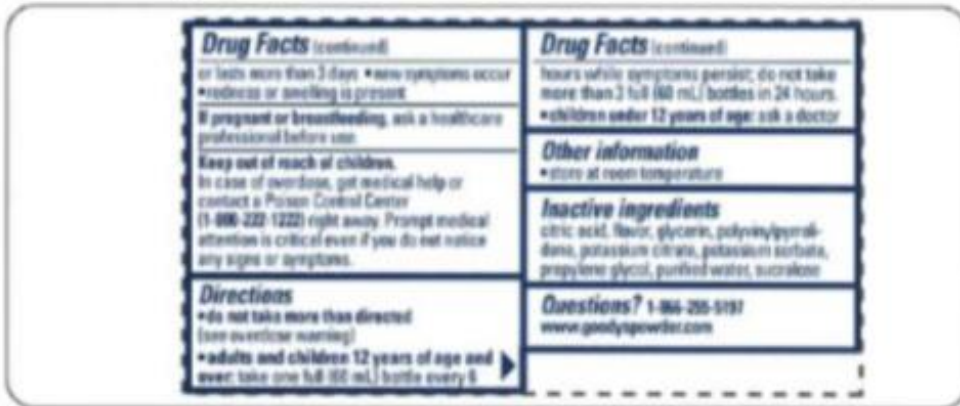 Drug Facts (continued)
or lasts more than 3 days • new symptoms occur
• redness or swelling is present
If pregnant or breastfeeding, ask a healthcare
professional before use.
Keep out of reach of children.
In case of overdose, get medical help or
contact a Poison Control Center
(1-800-222-1222) right away. Prompt medical
attention is critical even if you do not notice
any signs or symptoms.
Directions
• do not take more than directed
(see overdose warning)
• adults and children 12 years of age and
over: take one full (60 mL) bottle every 6
Drug Facts (continued)
hours while symptoms persist; do not take
more than 3 full (60 mL) bottles in 24 hours.
• children under 12 years of age: ask a doctor
Other information
• store at room temperature
Inactive ingredients
citric acid, flavor, glycerin, polyvinylpyrroli-
done, potassium citrate, potassium sorbate,
propylene glycol, purified water, sucralose
Questions? 1-866-255-5197
www.goodyspowder.com